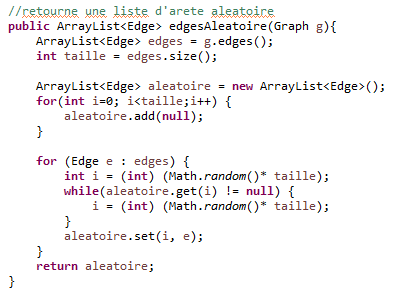 //retourne une liste d'arete aleatoire
public ArrayList<Edge> edgesAleatoire(Graph g){
    ArrayList<Edge> edges = g.edges();
    int taille = edges.size();

    ArrayList<Edge> aleatoire = new ArrayList<Edge>();
    for(int i=0; i<taille;i++) {
        aleatoire.add(null);
    }

    for (Edge e : edges) {
        int i = (int) (Math.random()* taille);
        while(aleatoire.get(i) != null) {
            i = (int) (Math.random()* taille);
        }
        aleatoire.set(i, e);
    }
    return aleatoire;
}